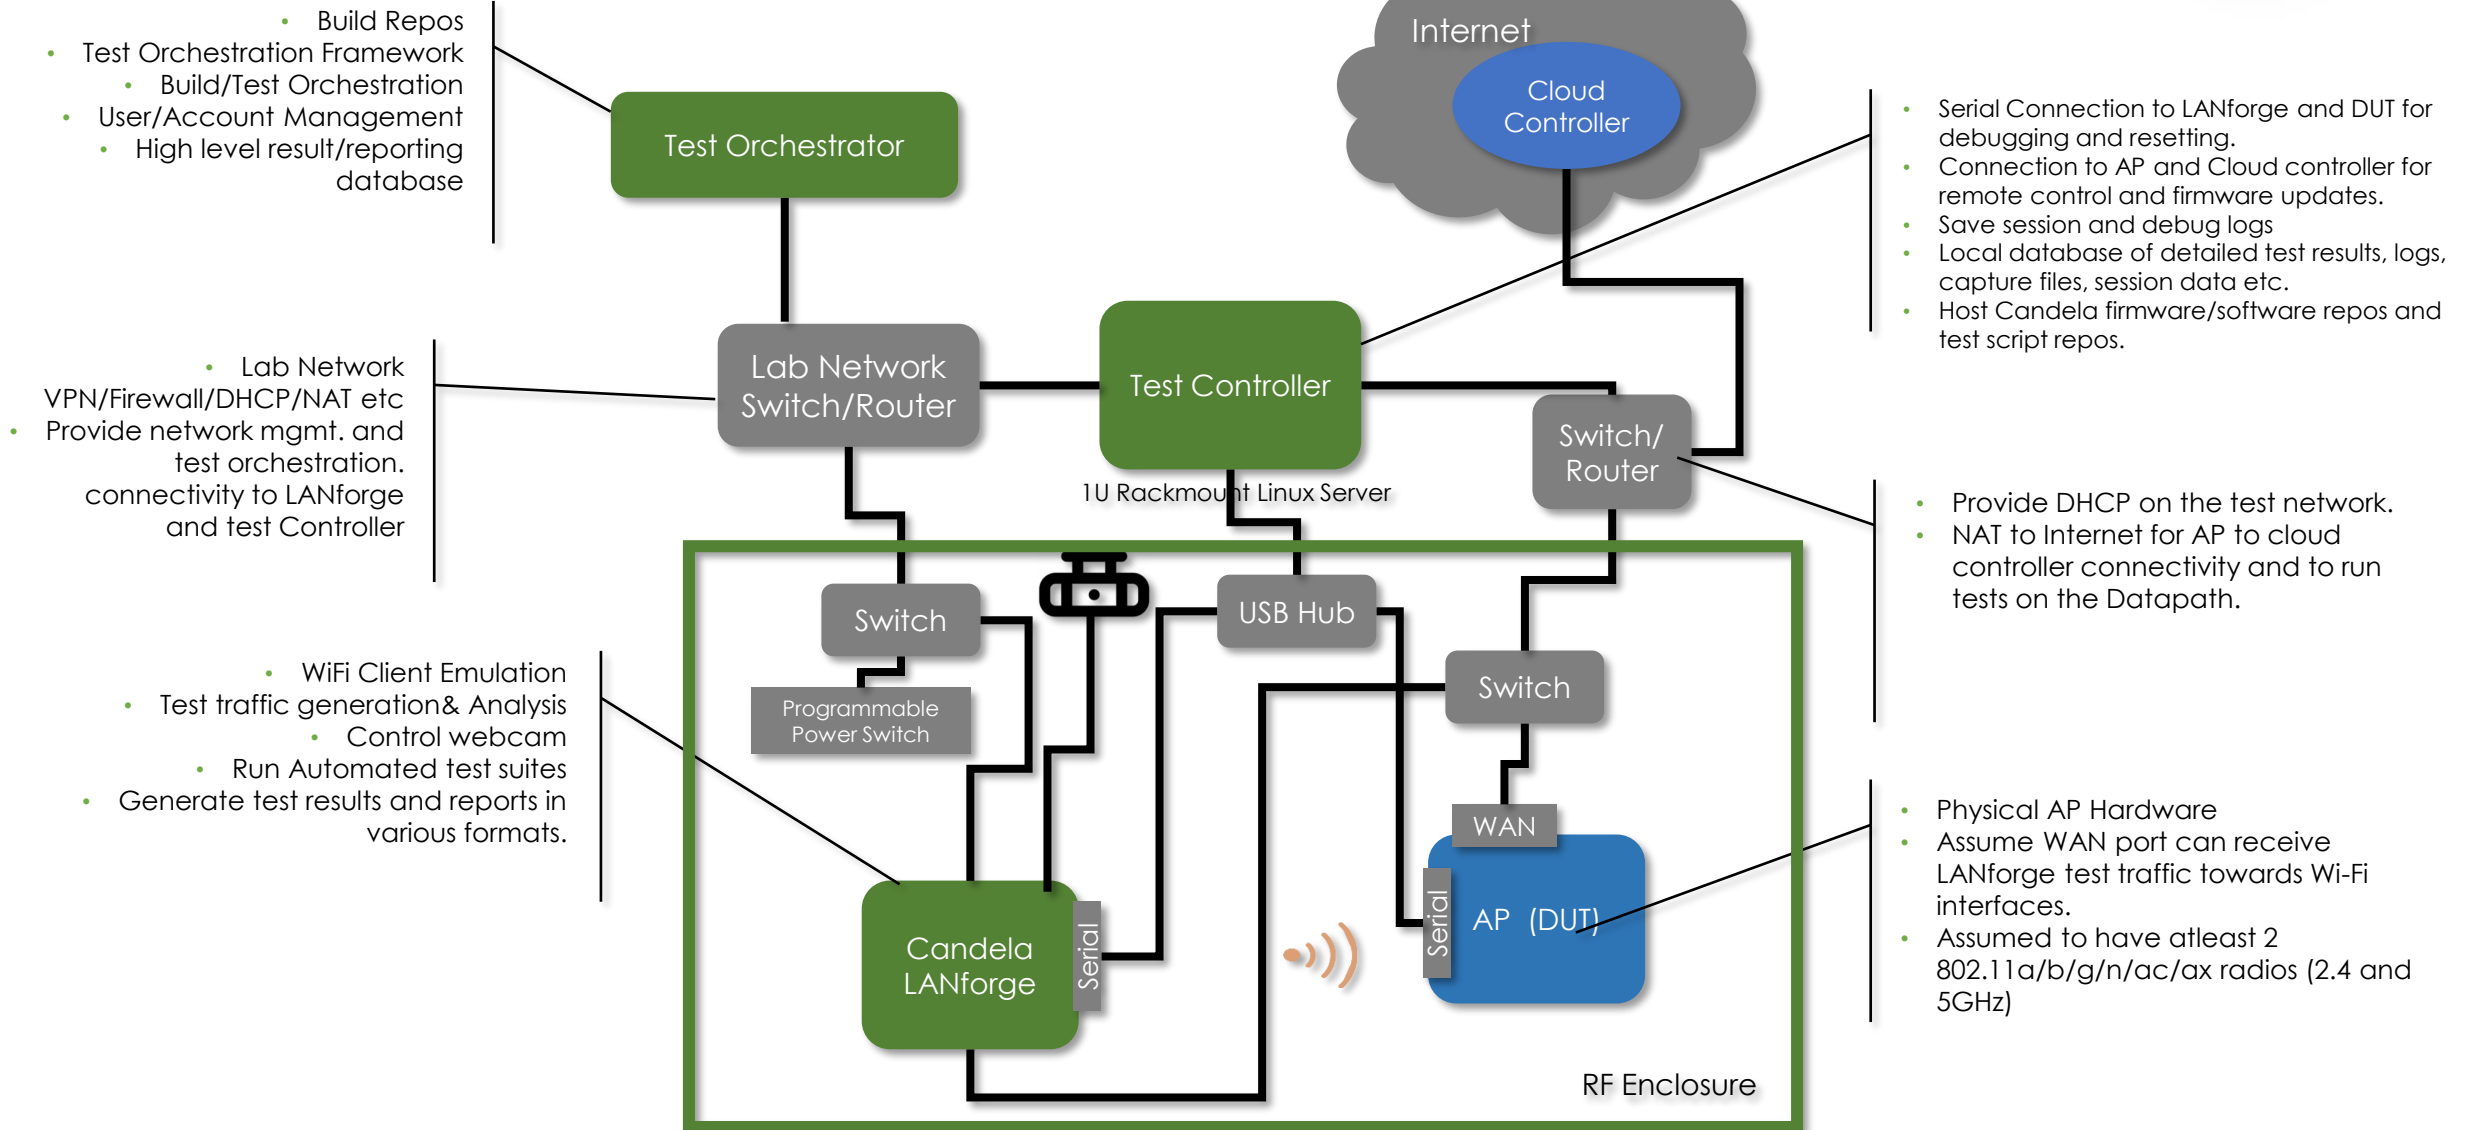 • Build Repos
• Test Orchestration Framework
• Build/Test Orchestration
• User/Account Management
• High level result/reporting
database
Test Orchestrator
Internet
Cloud
Controller
• Serial Connection to LANforge and DUT for
debugging and resetting.
• Connection to AP and Cloud controller for
remote control and firmware updates.
• Save session and debug logs
• Local database of detailed test results, logs,
capture files, session data etc.
• Host Candela firmware/software repos and
test script repos.
• Lab Network
VPN/Firewall/DHCP/NAT etc
• Provide network mgmt. and
test orchestration.
connectivity to LANforge
and test Controller
Lab Network
Switch/Router
Test Controller
1U Rackmount Linux Server
Switch/
Router
• Provide DHCP on the test network.
• NAT to Internet for AP to cloud
controller connectivity and to run
tests on the Datapath.
Switch
USB Hub
Programmable
Power Switch
Switch
• WiFi Client Emulation
• Test traffic generation& Analysis
• Control webcam
• Run Automated test suites
• Generate test results and reports in
various formats.
WAN
Serial
AP (DUT)
Candela
LANforge
Serial
RF Enclosure
• Physical AP Hardware
• Assume WAN port can receive
LANforge test traffic towards Wi-Fi
interfaces.
• Assumed to have atleast 2
802.11a/b/g/n/ac/ax radios (2.4 and
5GHz)